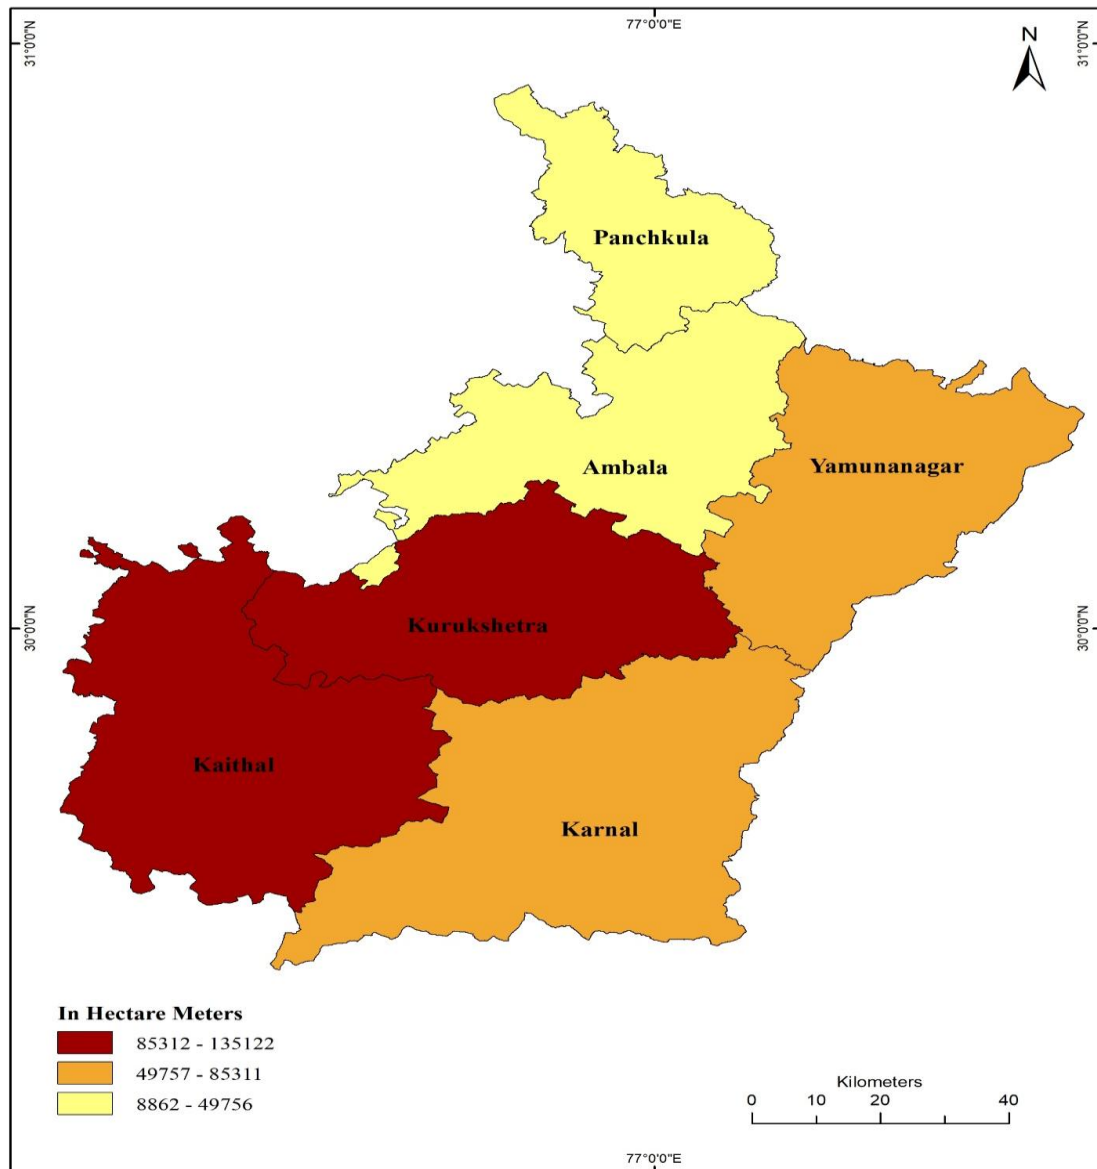 77°0'0"E
31°0'0"N
31°0'0"N
N
Panchkula
Ambala
Yamunanagar
30°0'0"N
Kurukshetra
30°0'0"N
Kaithal
Karnal
In Hectare Meters
85312 - 135122
49757 - 85311
8862 - 49756
Kilometers
0 10 20 40
77°0'0"E